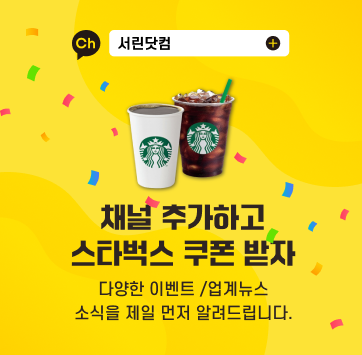 Ch 서린닷컴
채널 추가하고
스타벅스 쿠폰 받자
다양한 이벤트 /업계뉴스
소식을 제일 먼저 알려드립니다.